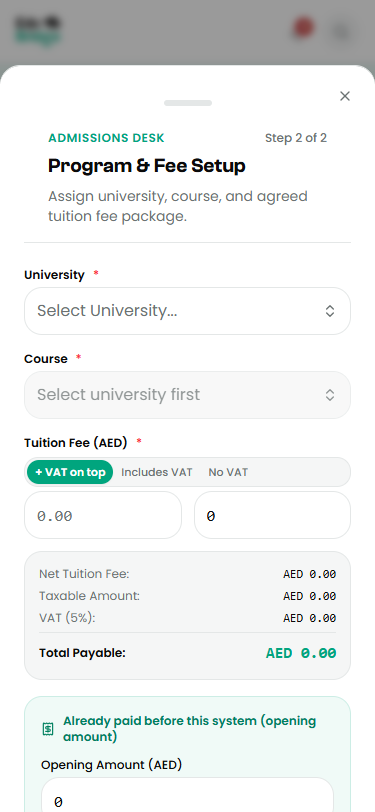 ADMISSIONS DESK Step 2 of 2
Program & Fee Setup
Assign university, course, and agreed
tuition fee package.
University *
Select University...
Course *
Select university first
Tuition Fee (AED) *
+ VAT on top Includes VAT No VAT
0.00 0
Net Tuition Fee: AED 0.00
Taxable Amount: AED 0.00
VAT (5%): AED 0.00
Total Payable: AED 0.00
Already paid before this system (opening
amount)
Opening Amount (AED)
0